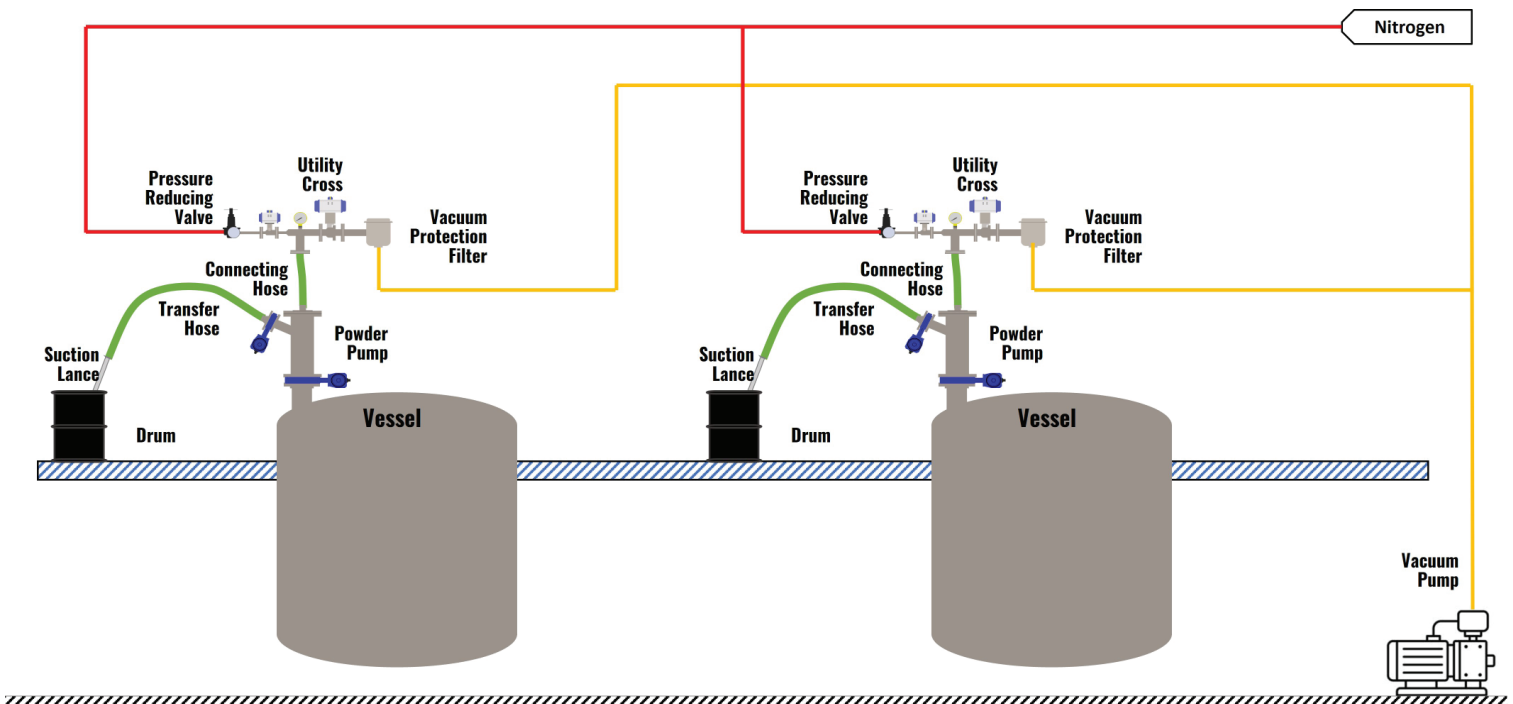 Nitrogen
Utility
Cross
Pressure
Reducing
Valve
Vacuum
Protection
Filter
Connecting
Hose
Transfer
Hose
Powder
Pump
Suction
Lance
Vessel
Drum
Utility
Cross
Pressure
Reducing
Valve
Vacuum
Protection
Filter
Connecting
Hose
Transfer
Hose
Powder
Pump
Suction
Lance
Vessel
Drum
Vacuum
Pump